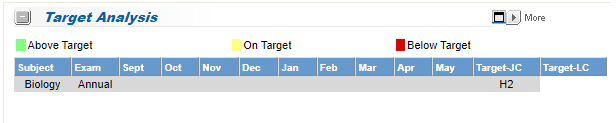 Target Analysis More
Above Target On Target Below Target
Subject Exam Sept Oct Nov Dec Jan Feb Mar Apr May Target-JC Target-LC
Biology Annual H2